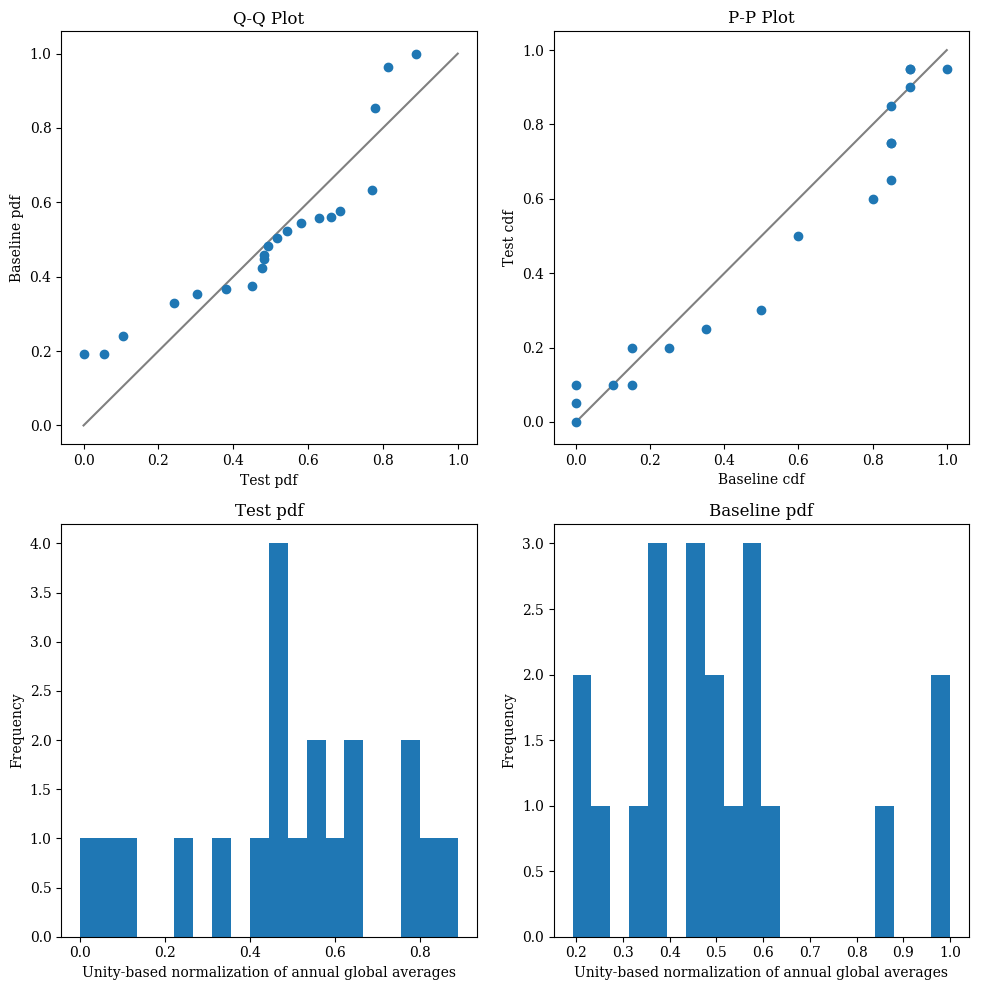 Q-Q Plot
Baseline pdf
1.0
0.8
0.6
0.4
0.2
0.0
0.0 0.2 0.4 0.6 0.8 1.0
Test pdf
P-P Plot
Test cdf
1.0
0.8
0.6
0.4
0.2
0.0
0.0 0.2 0.4 0.6 0.8 1.0
Baseline cdf
Test pdf
Frequency
4.0
3.5
3.0
2.5
2.0
1.5
1.0
0.5
0.0
0.0 0.2 0.4 0.6 0.8
Unity-based normalization of annual global averages
Baseline pdf
Frequency
3.0
2.5
2.0
1.5
1.0
0.5
0.0
0.2 0.3 0.4 0.5 0.6 0.7 0.8 0.9 1.0
Unity-based normalization of annual global averages